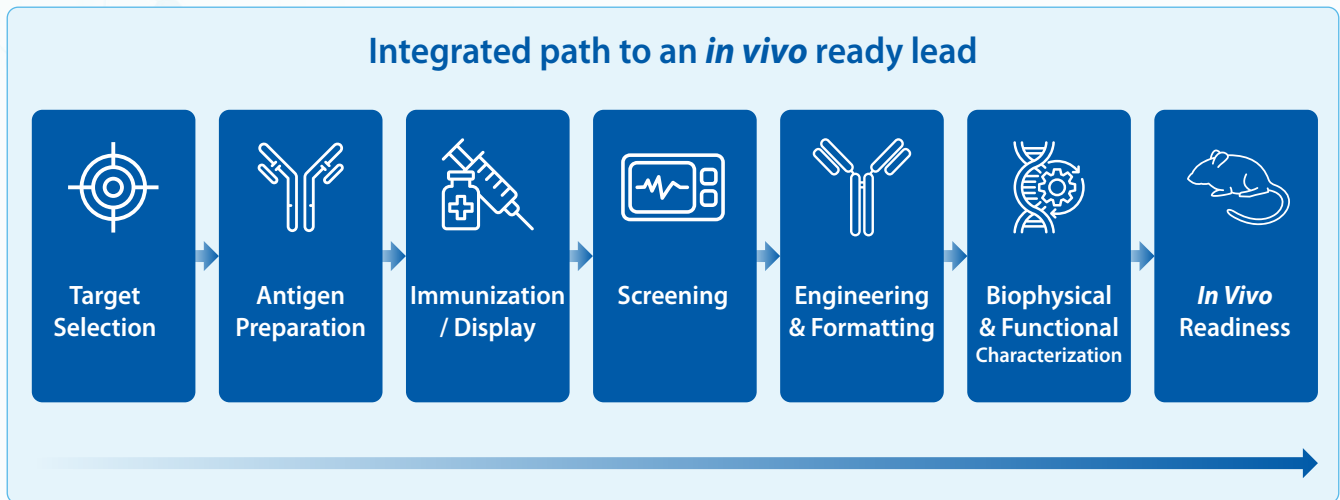 Integrated path to an in vivo ready lead
Target
Selection
Antigen
Preparation
Immunization
/ Display
Screening
Engineering
& Formatting
Biophysical
& Functional
Characterization
In Vivo
Readiness